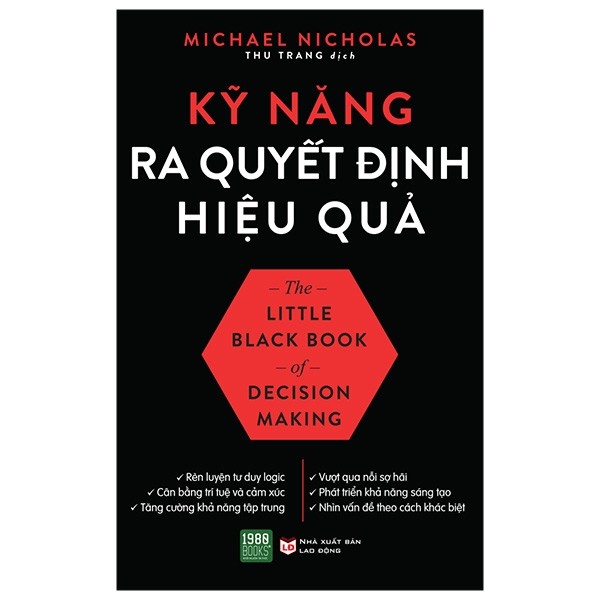 MICHAEL NICHOLAS
THU TRANG dịch
KỸ NĂNG
RA QUYẾT ĐỊNH
HIỆU QUẢ
– The –
LITTLE
BLACK BOOK
– of –
DECISION
MAKING
✓ Rèn luyện tư duy logic
✓ Cân bằng trí tuệ và cảm xúc
✓ Tăng cường khả năng tập trung
✓ Vượt qua nỗi sợ hãi
✓ Phát triển khả năng sáng tạo
✓ Nhìn vấn đề theo cách khác biệt
1980
BOOKS
LĐ
NHÀ XUẤT BẢN
LAO ĐỘNG